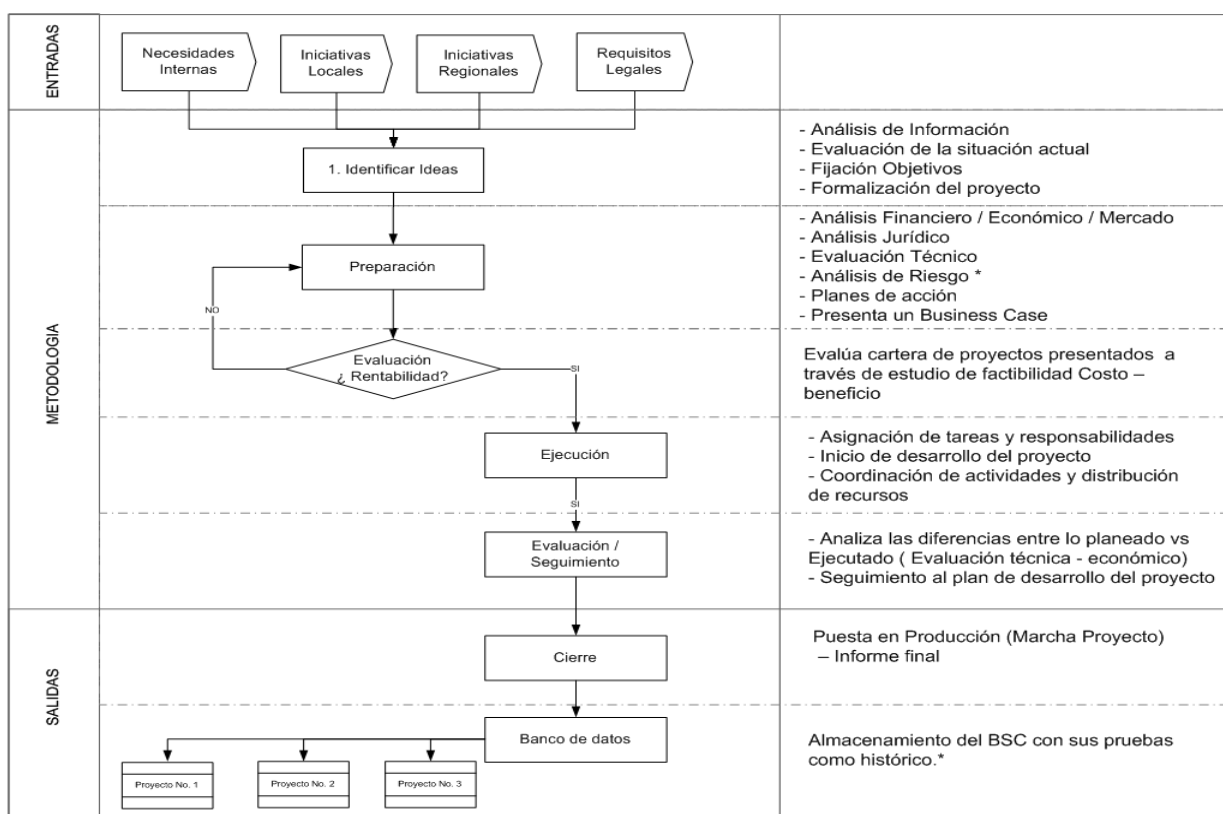 ENTRADAS
Necesidades
Internas
Iniciativas
Locales
Iniciativas
Regionales
Requisitos
Legales
METODOLOGIA
1. Identificar Ideas
- Análisis de Información
- Evaluación de la situación actual
- Fijación Objetivos
- Formalización del proyecto
Preparación
- Análisis Financiero / Económico / Mercado
- Análisis Jurídico
- Evaluación Técnico
- Análisis de Riesgo *
- Planes de acción
- Presenta un Business Case
NO
Evaluación
¿ Rentabilidad?
SI
Evalúa cartera de proyectos presentados a
través de estudio de factibilidad Costo –
beneficio
Ejecución
- Asignación de tareas y responsabilidades
- Inicio de desarrollo del proyecto
- Coordinación de actividades y distribución
de recursos
SI
Evaluación /
Seguimiento
- Analiza las diferencias entre lo planeado vs
Ejecutado ( Evaluación técnica - económico)
- Seguimiento al plan de desarrollo del proyecto
SALIDAS
Cierre
Puesta en Producción (Marcha Proyecto)
– Informe final
Banco de datos
Proyecto No. 1
Proyecto No. 2
Proyecto No. 3
Almacenamiento del BSC con sus pruebas
como histórico.*